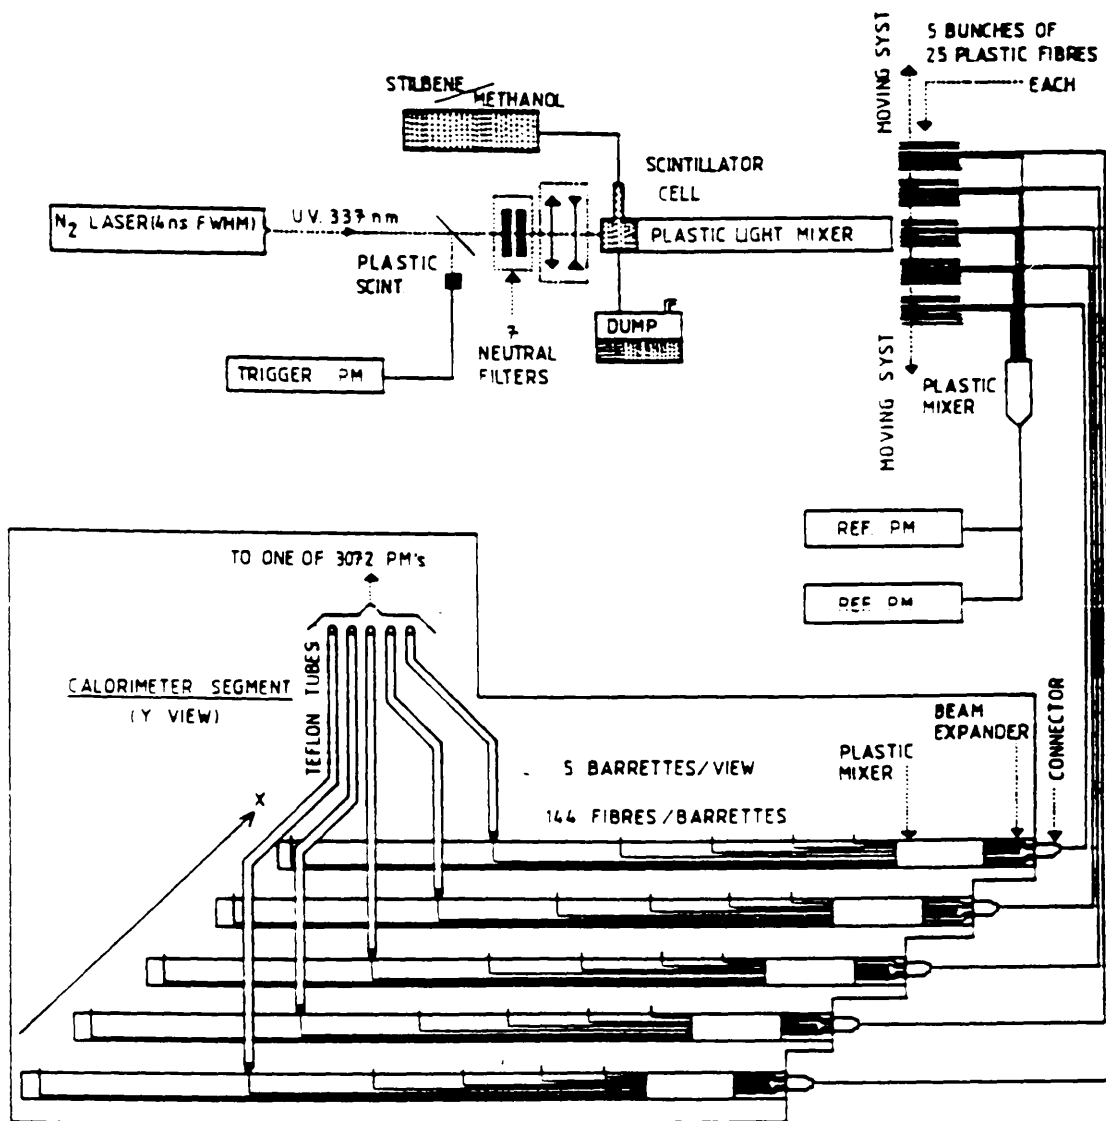 5 BUNCHES OF
25 PLASTIC FIBRES
EACH
MOVING SYST
STILBENE
METHANOL
SCINTILLATOR
CELL
N2 LASER (4ns FWHM)
U.V. 337 nm
PLASTIC LIGHT MIXER
PLASTIC
SCINT
DUMP
7
NEUTRAL
FILTERS
TRIGGER PM
MOVING SYST
PLASTIC
MIXER
REF. PM
REF. PM
TO ONE OF 3072 PM's
TEFLON TUBES
CALORIMETER SEGMENT
(Y VIEW)
X
5 BARRETTES/VIEW
144 FIBRES/BARRETTES
PLASTIC
MIXER
BEAM
EXPANDER
CONNECTOR